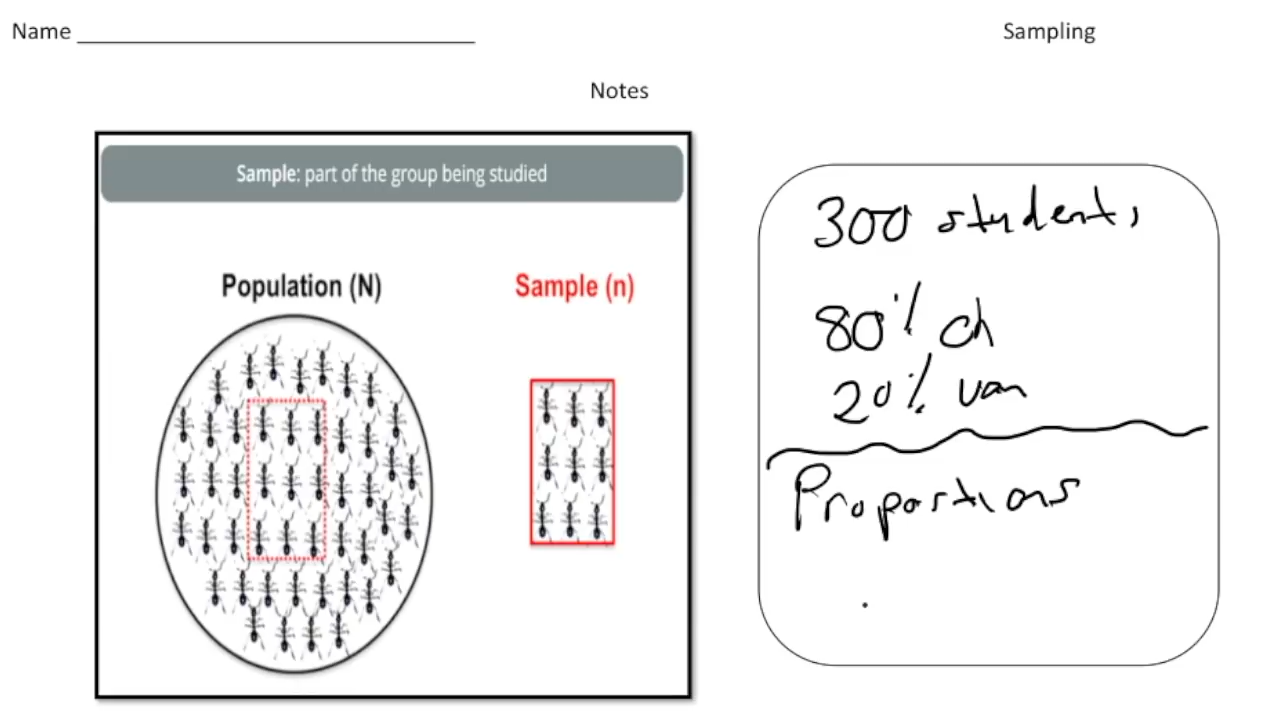 Name ____________________
Sampling
Notes
Sample: part of the group being studied
Population (N)
Sample (n)
300 students
80% ch
20% van
Proportions